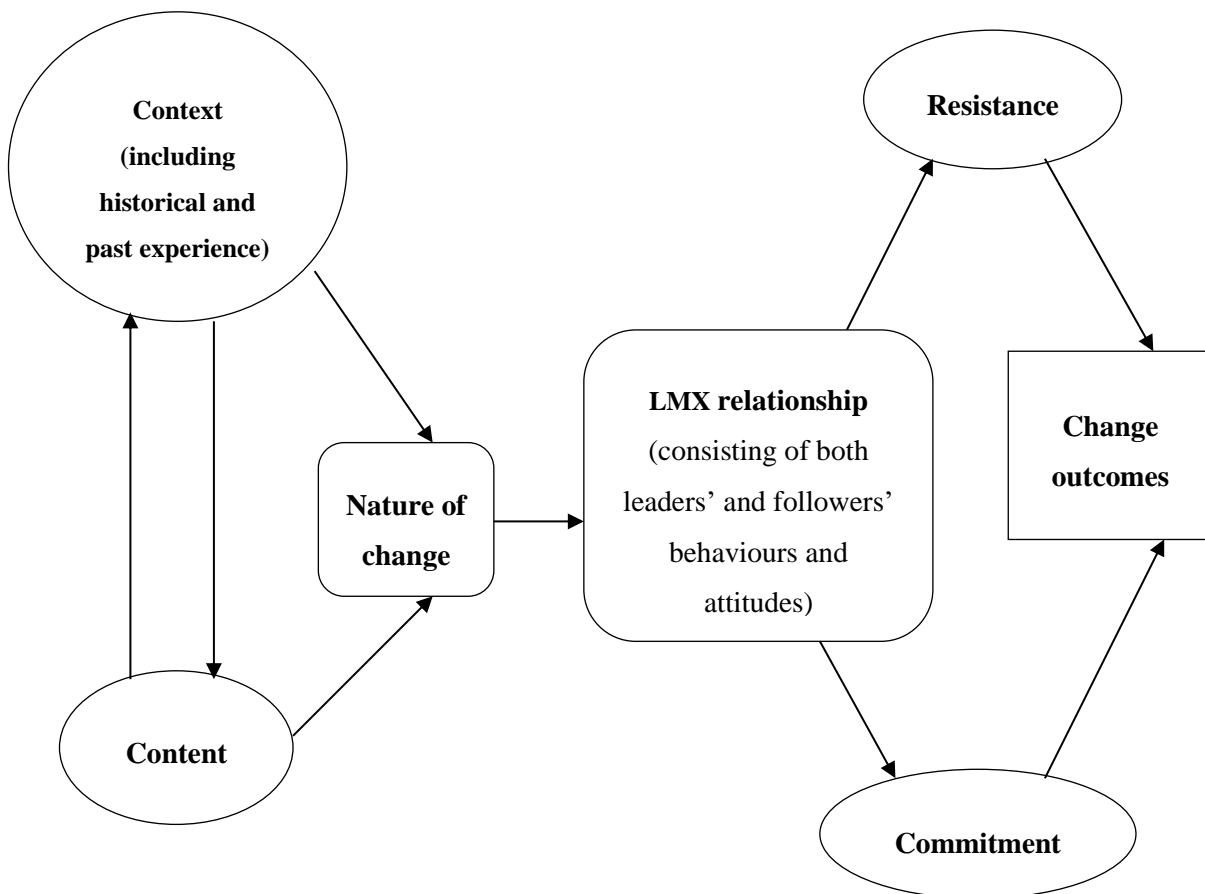 Context
(including
historical and
past experience)
Resistance
LMX relationship
(consisting of both
leaders’ and followers’
behaviours and
attitudes)
Change
outcomes
Nature of
change
Content
Commitment